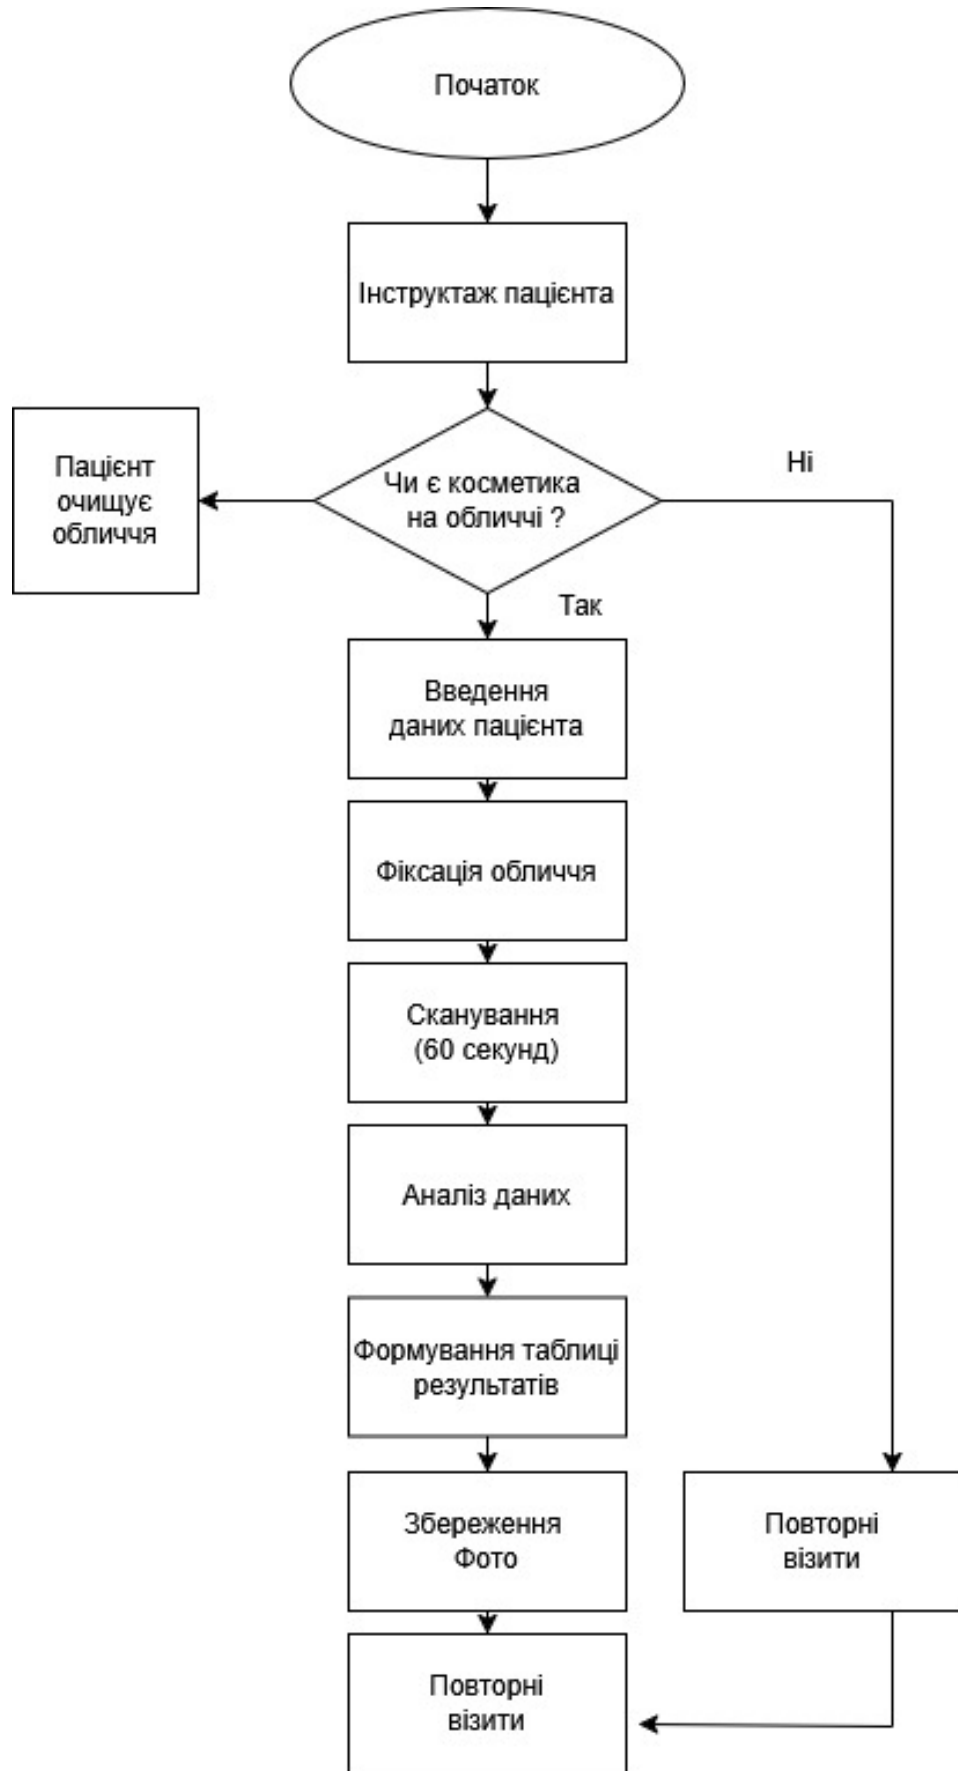 Початок
Інструктаж пацієнта
Пацієнт
очищує
обличчя
Чи є косметика
на обличчі ?
Ні
Так
Введення
даних пацієнта
Фіксація обличчя
Сканування
(60 секунд)
Аналіз даних
Формування таблиці
результатів
Збереження
Фото
Повторні
візити
Повторні
візити